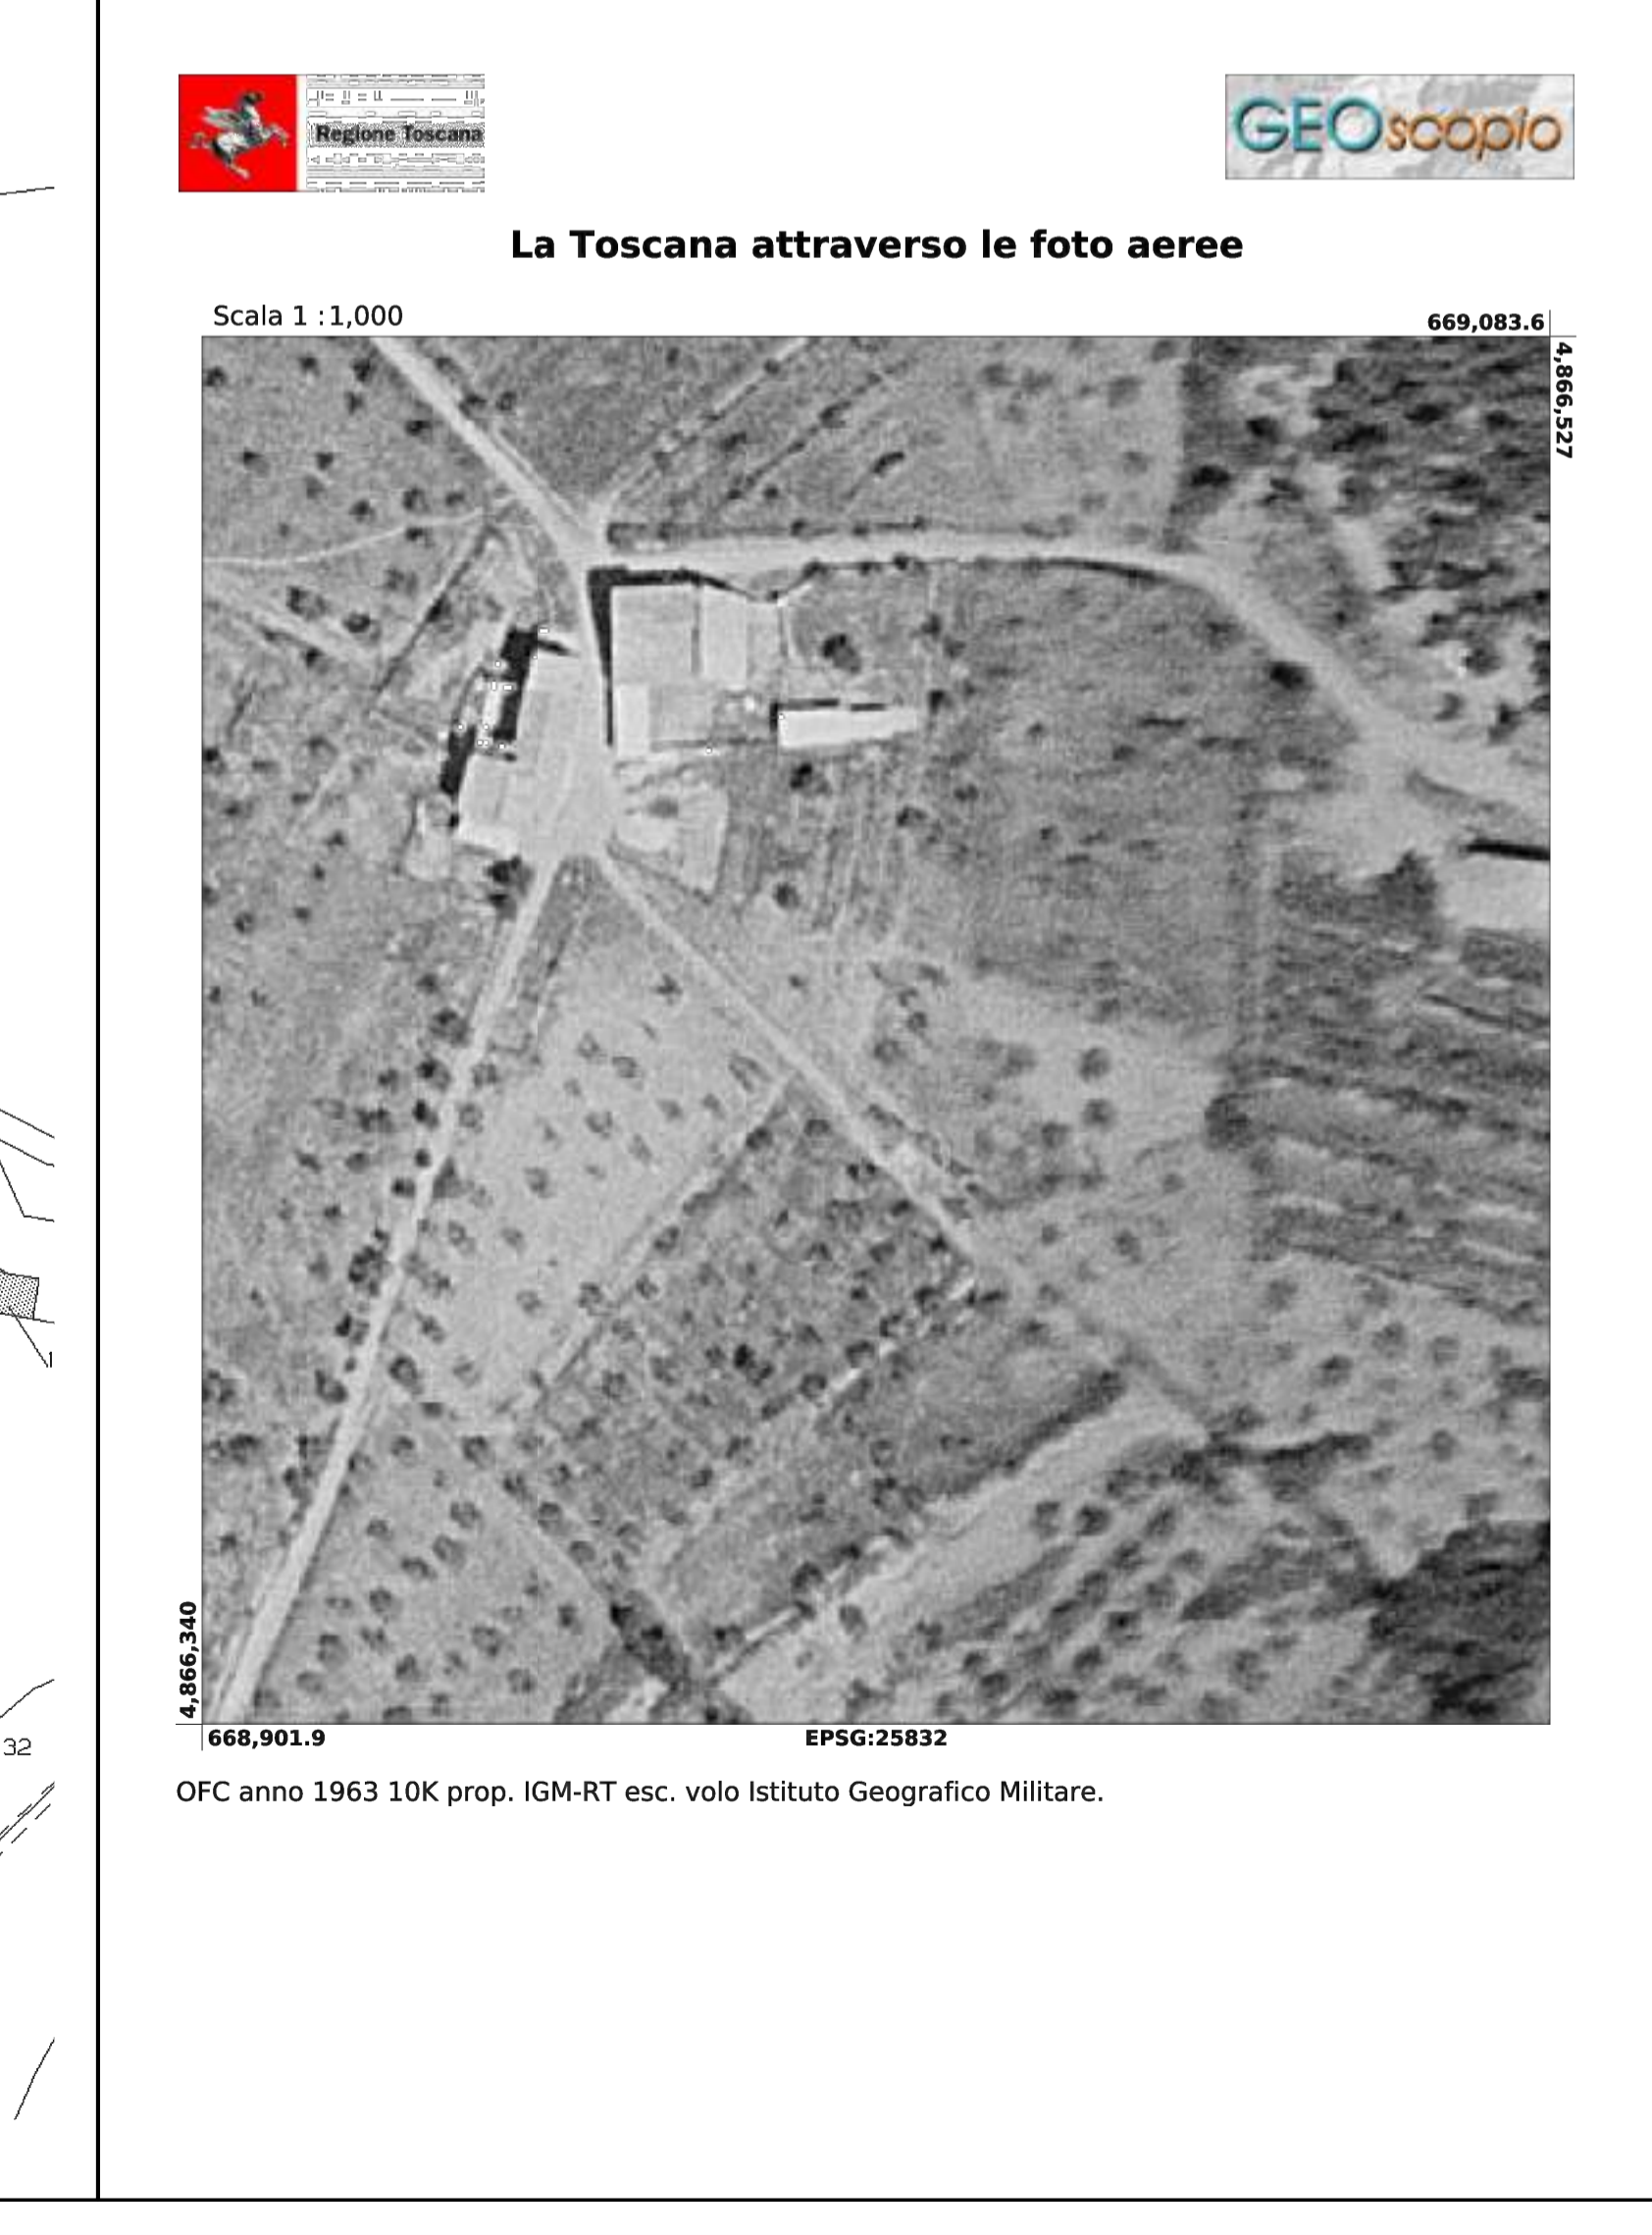 Regione Toscana
GEOscopio
La Toscana attraverso le foto aeree
Scala 1 :1,000
669,083.6
4,866,527
4,866,340
668,901.9
EPSG:25832
OFC anno 1963 10K prop. IGM-RT esc. volo Istituto Geografico Militare.
32